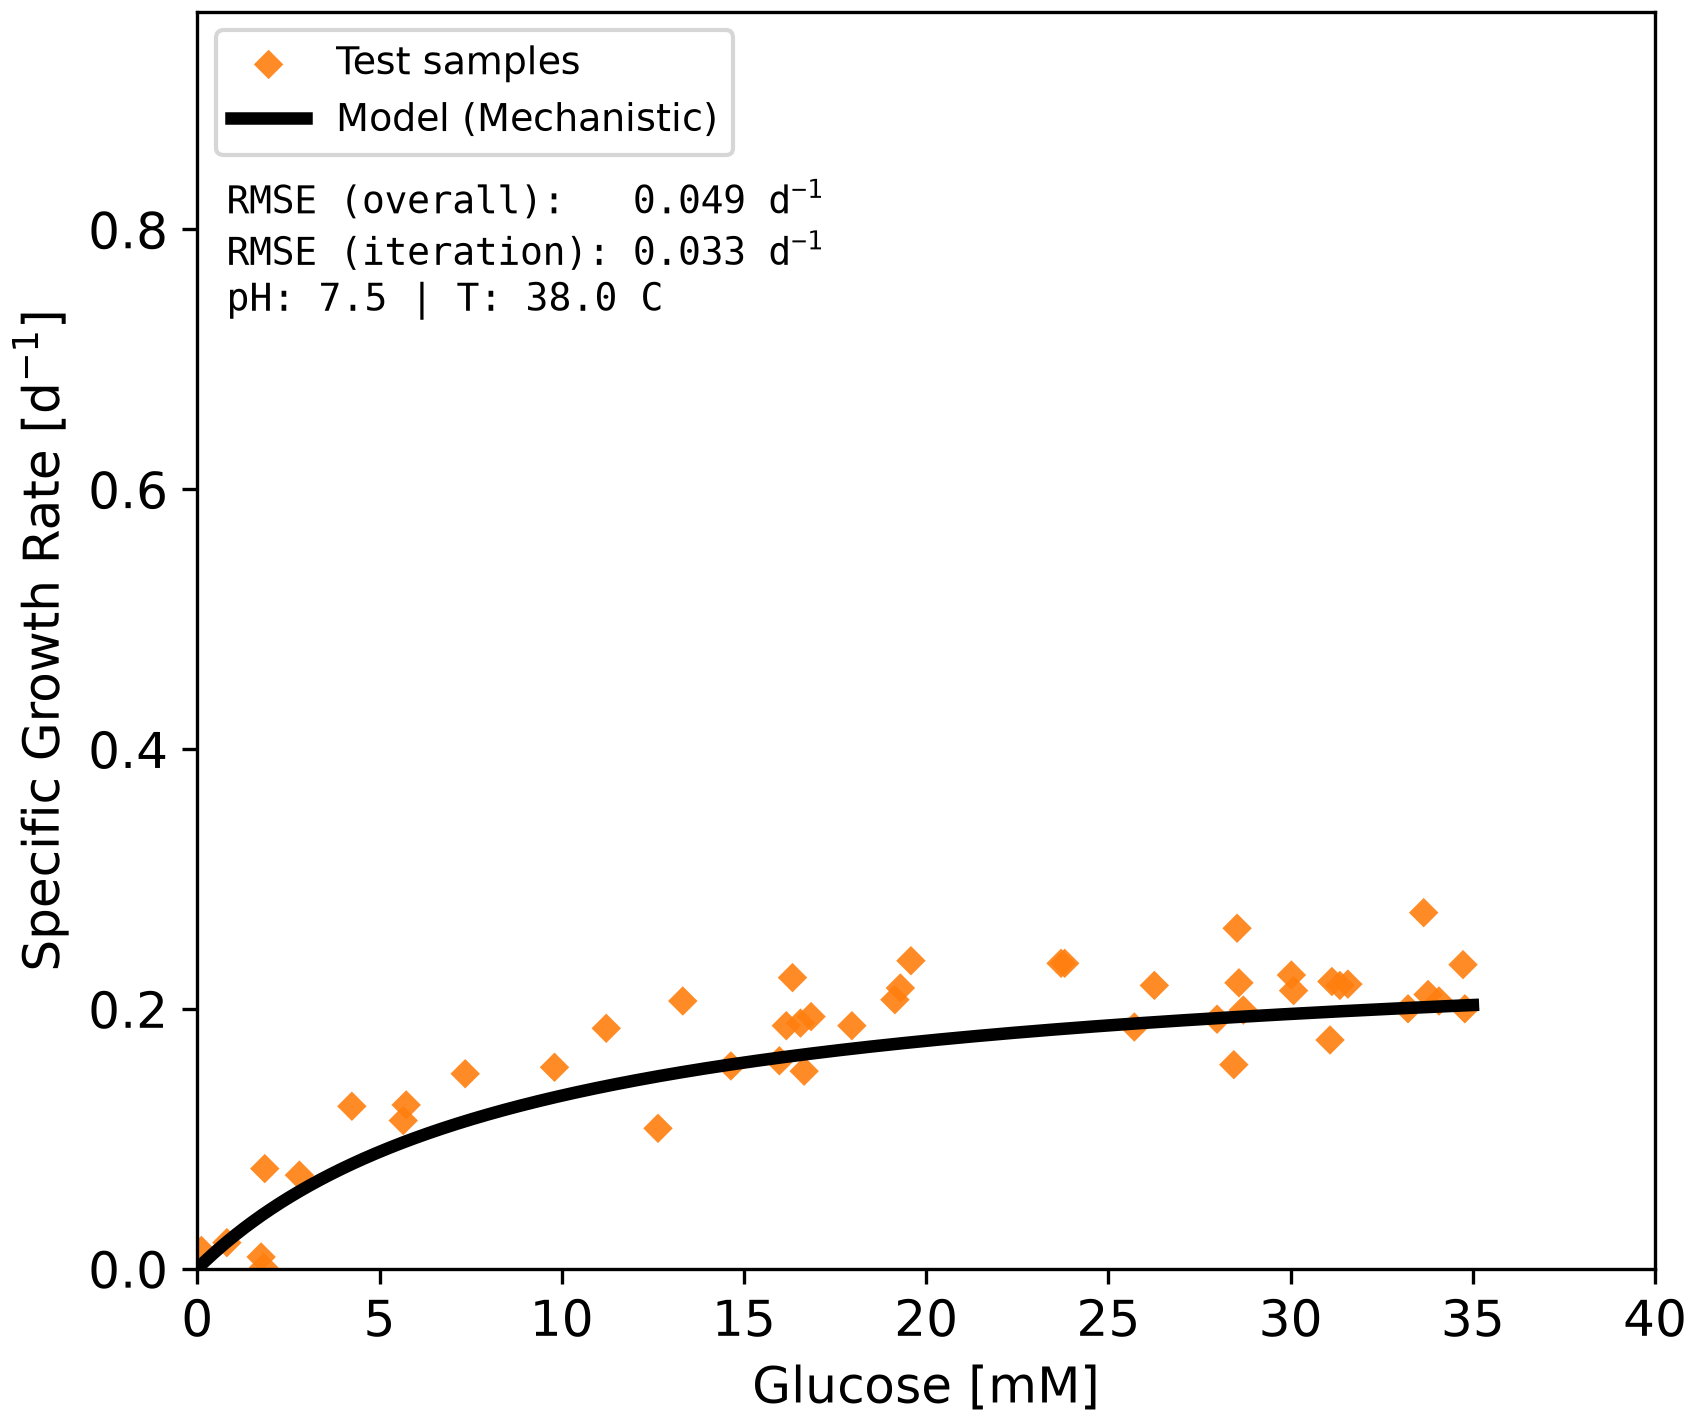 Test samples
Model (Mechanistic)
RMSE (overall):   0.049 d⁻¹
RMSE (iteration): 0.033 d⁻¹
pH: 7.5 | T: 38.0 C
Specific Growth Rate [d⁻¹]
0.8
0.6
0.4
0.2
0.0
0 5 10 15 20 25 30 35 40
Glucose [mM]